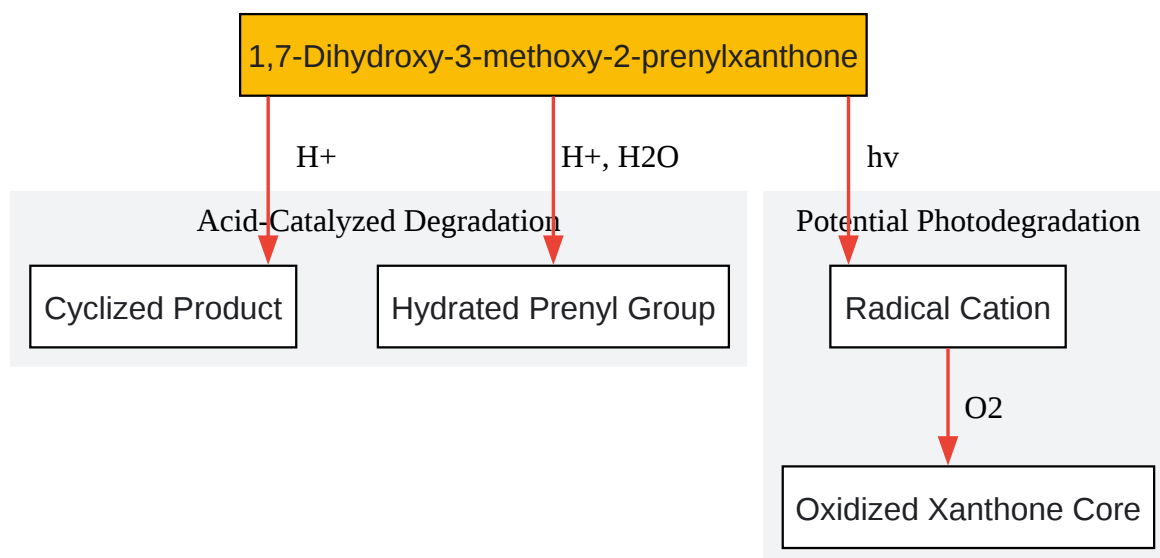 1,7-Dihydroxy-3-methoxy-2-prenylxanthone
H+
H+, H2O
hv
Acid-Catalyzed Degradation
Potential Photodegradation
Cyclized Product
Hydrated Prenyl Group
Radical Cation
O2
Oxidized Xanthone Core